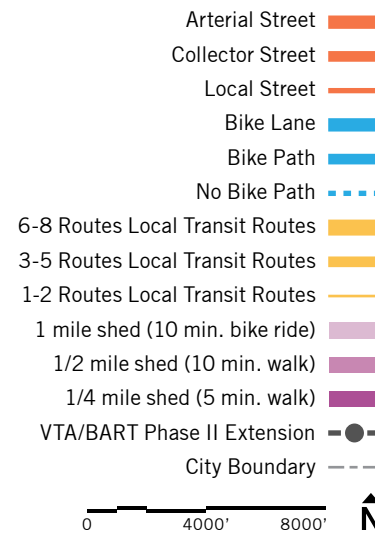 Arterial Street
Collector Street
Local Street
Bike Lane
Bike Path
No Bike Path
6-8 Routes Local Transit Routes
3-5 Routes Local Transit Routes
1-2 Routes Local Transit Routes
1 mile shed (10 min. bike ride)
1/2 mile shed (10 min. walk)
1/4 mile shed (5 min. walk)
VTA/BART Phase II Extension
City Boundary
0 4000' 8000' N